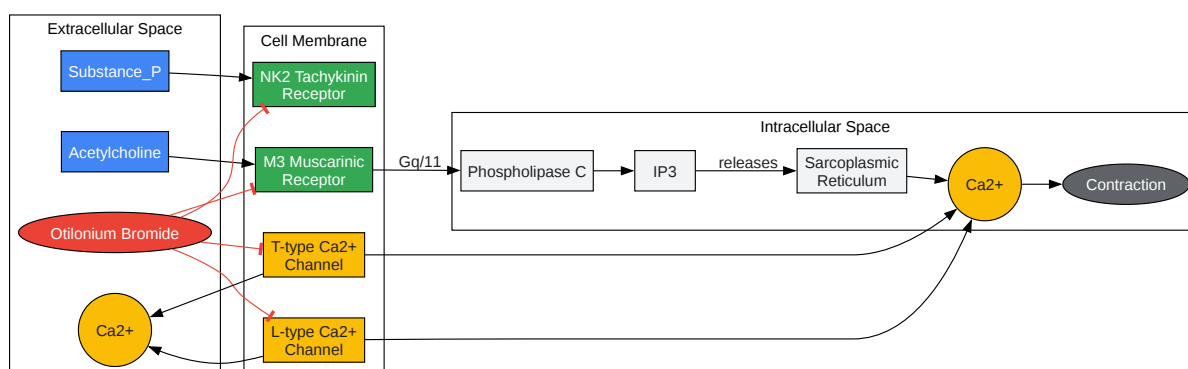 Extracellular Space
Cell Membrane
Substance_P
NK2 Tachykinin
Receptor
Intracellular Space
Acetylcholine
M3 Muscarinic
Receptor
Gq/11
Phospholipase C
IP3
releases
Sarcoplasmic
Reticulum
Ca2+
Contraction
Otilonium Bromide
T-type Ca2+
Channel
Ca2+
L-type Ca2+
Channel